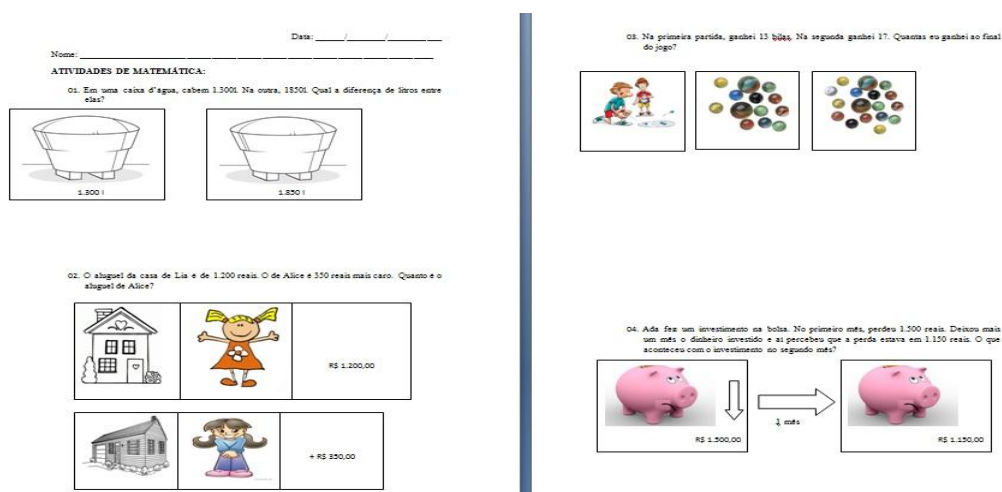 Data: ______/________/___________
Nome: ____________________________________________
ATIVIDADES DE MATEMÁTICA:
01. Em uma caixa d'água, cabem 1.300l. Na outra, 1850l. Qual a diferença de litros entre
elas?
1.300 l
1.850 l
02. O aluguel da casa de Lia é de 1.200 reais. O de Alice é 350 reais mais caro. Quanto é o
aluguel de Alice?
R$ 1.200,00
+ R$ 350,00
03. Na primeira partida, ganhei 13 bilas. Na segunda ganhei 17. Quantas eu ganhei ao final
do jogo?
04. Ada fez um investimento na bolsa. No primeiro mês, perdeu 1.500 reais. Deixou mais
um mês o dinheiro investido e aí percebeu que a perda estava em 1.150 reais. O que
aconteceu com o investimento no segundo mês?
1 mês
R$ 1.500,00
R$ 1.150,00